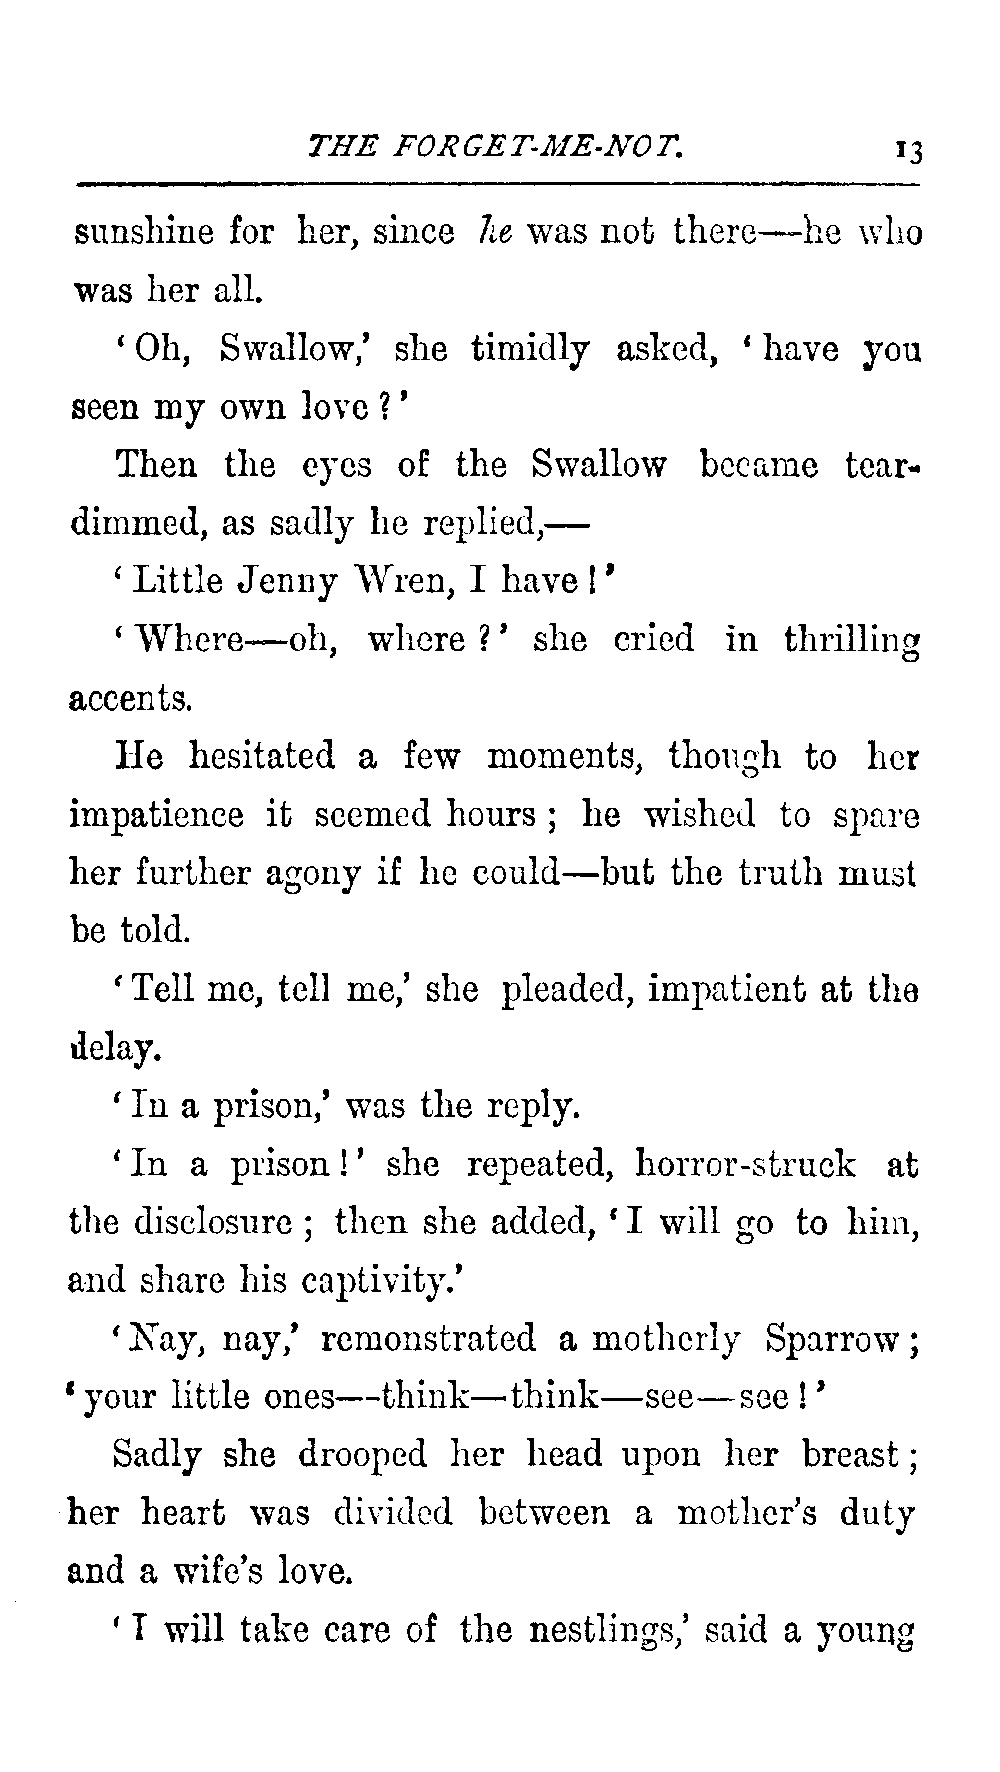 THE FORGET-ME-NOT. 13
sunshine for her, since he was not there—he who
was her all.
‘Oh, Swallow,’ she timidly asked, ‘have you
seen my own love?’
Then the eyes of the Swallow became tear-
dimmed, as sadly he replied,—
‘Little Jenny Wren, I have!’
‘Where—oh, where?’ she cried in thrilling
accents.
He hesitated a few moments, though to her
impatience it seemed hours; he wished to spare
her further agony if he could—but the truth must
be told.
‘Tell me, tell me,’ she pleaded, impatient at the
delay.
‘In a prison,’ was the reply.
‘In a prison!’ she repeated, horror-struck at
the disclosure; then she added, ‘I will go to him,
and share his captivity.’
‘Nay, nay,’ remonstrated a motherly Sparrow;
‘your little ones—think—think—see—see!’
Sadly she drooped her head upon her breast;
her heart was divided between a mother’s duty
and a wife’s love.
‘I will take care of the nestlings,’ said a young